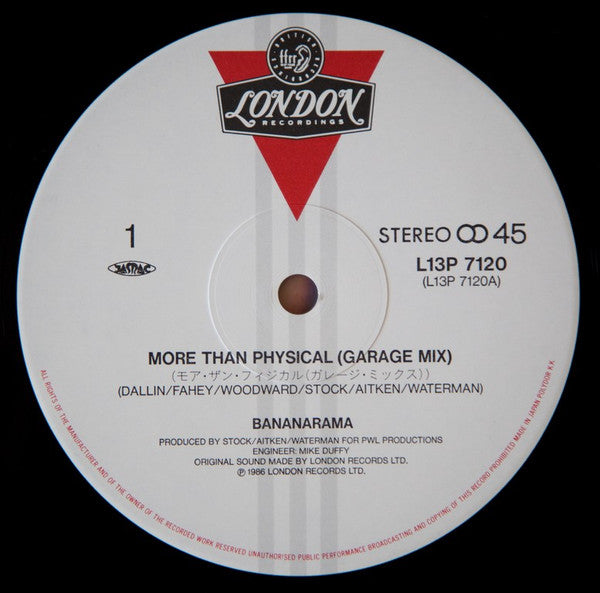 BRITISH RECORDINGS
ffrr
LONDON
RECORDINGS
1
STEREO 45
JASRAC
L13P 7120
(L13P 7120A)
MORE THAN PHYSICAL (GARAGE MIX)
(モア・ザン・フィジカル(ガレージ・ミックス))
(DALLIN/FAHEY/WOODWARD/STOCK/AITKEN/WATERMAN)
BANANARAMA
PRODUCED BY STOCK/AITKEN/WATERMAN FOR PWL PRODUCTIONS
ENGINEER: MIKE DUFFY
ORIGINAL SOUND MADE BY LONDON RECORDS LTD.
℗ 1986 LONDON RECORDS LTD.
ALL RIGHTS OF THE MANUFACTURER AND OF THE OWNER OF THE RECORDED WORK RESERVED UNAUTHORISED PUBLIC PERFORMANCE BROADCASTING AND COPYING OF THIS RECORD PROHIBITED MADE IN JAPAN POLYDOR K.K.